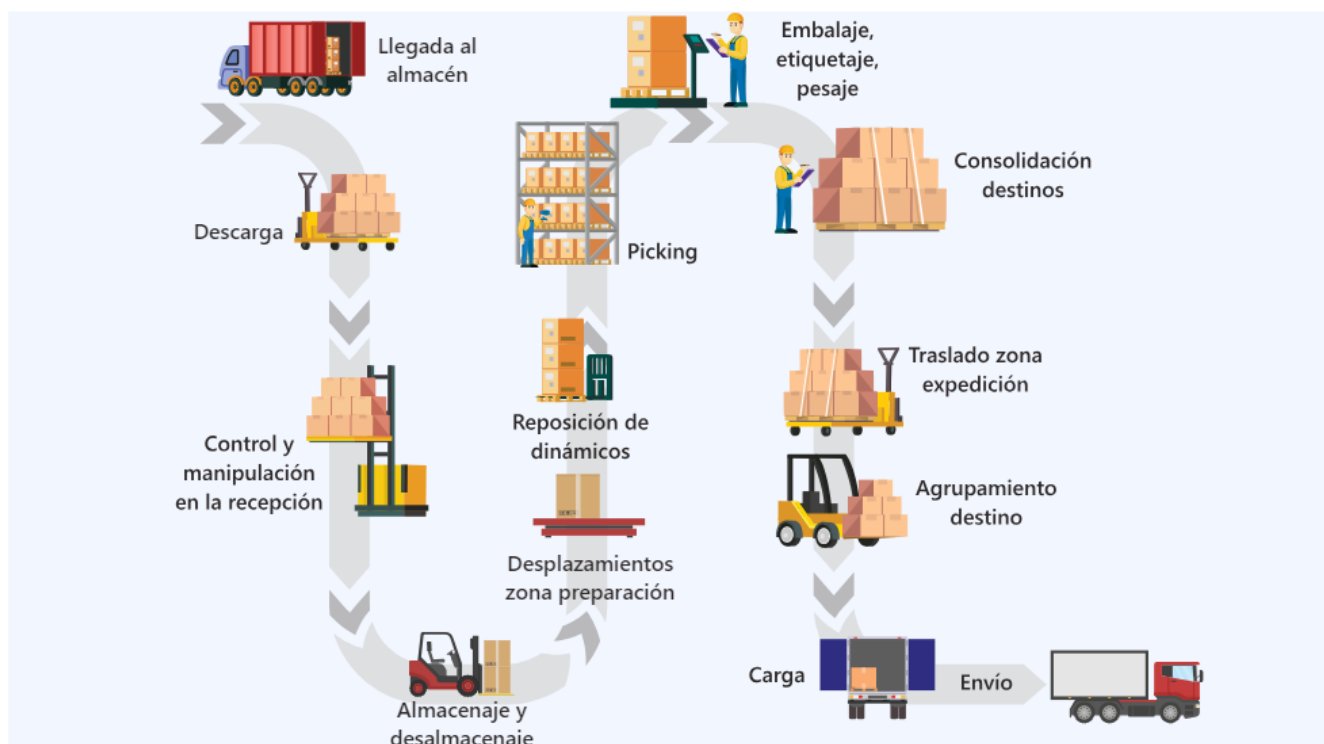 Llegada al
almacén
Descarga
Control y
manipulación
en la recepción
Almacenaje y
desalmacenaje
Desplazamientos
zona preparación
Reposición de
dinámicos
Picking
Embalaje,
etiquetaje,
pesaje
Consolidación
destinos
Traslado zona
expedición
Agrupamiento
destino
Carga
Envío